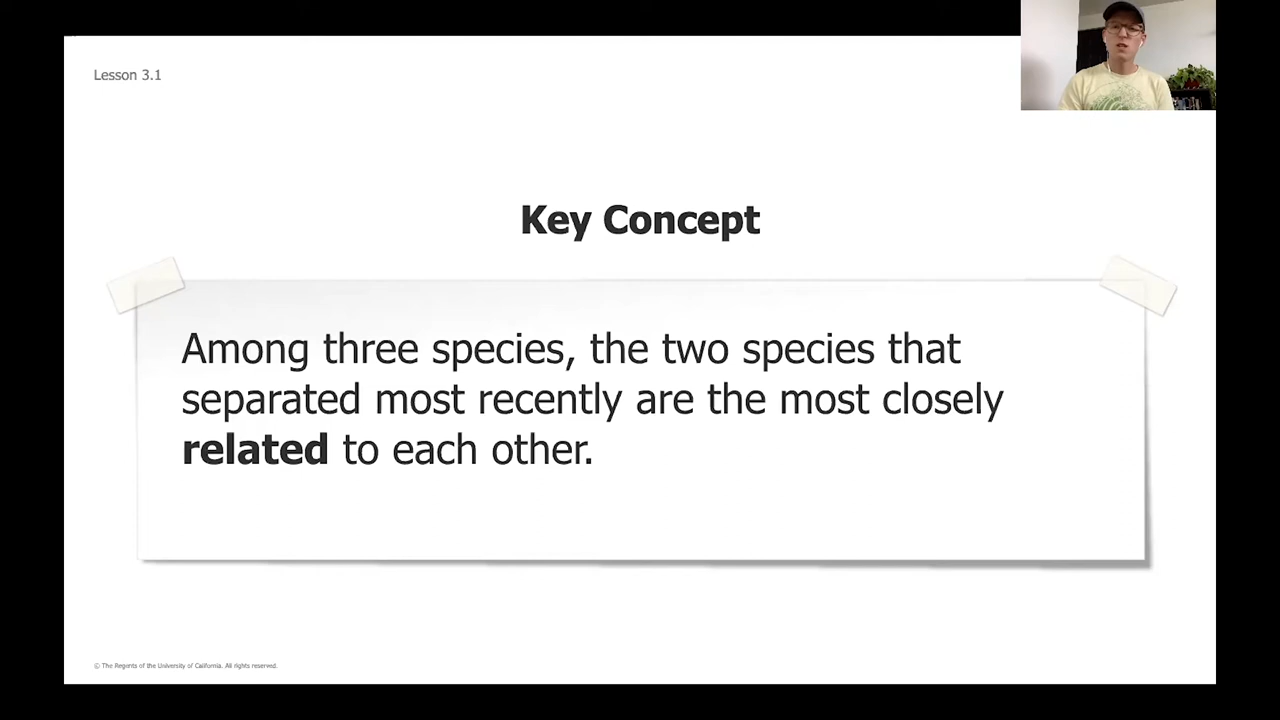 Lesson 3.1
Key Concept
Among three species, the two species that
separated most recently are the most closely
related to each other.
© The Regents of the University of California. All rights reserved.